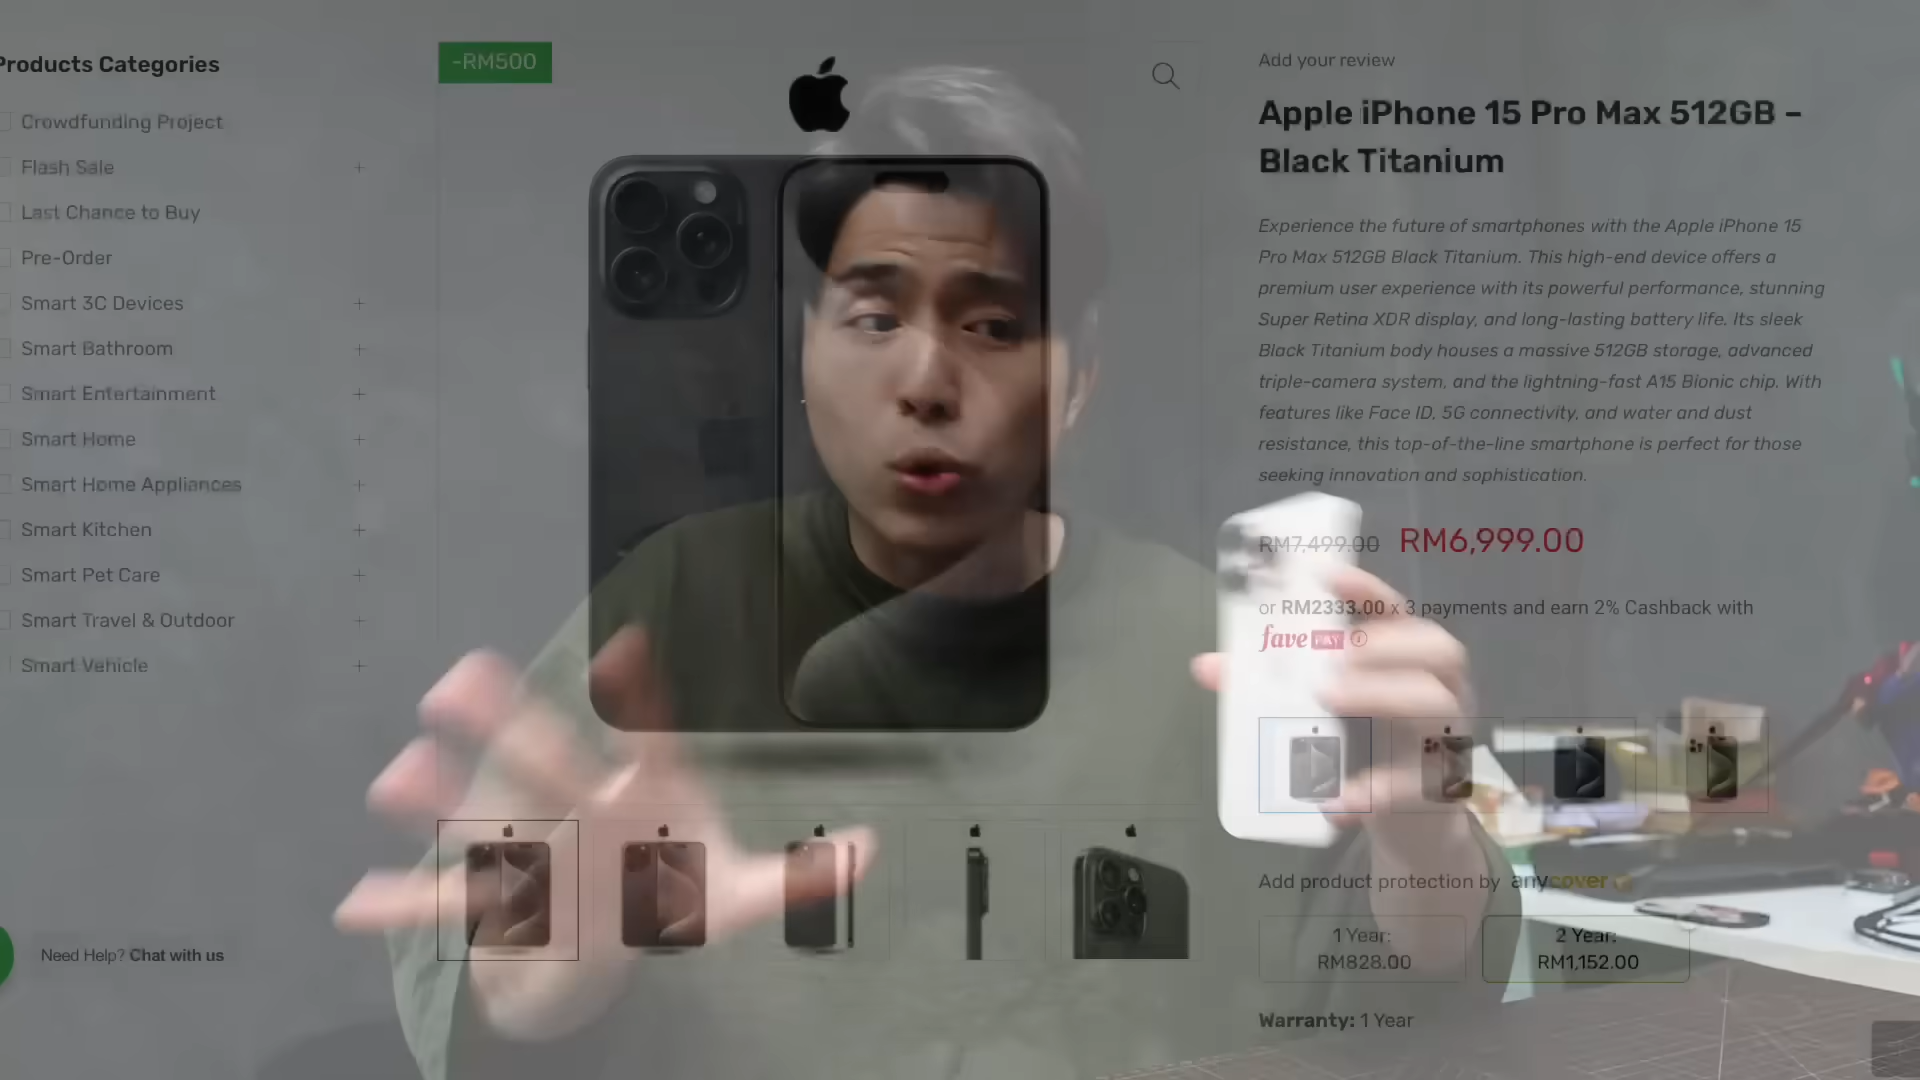 Products Categories
Crowdfunding Project
Flash Sale
Last Chance to Buy
Pre-Order
Smart 3C Devices
Smart Bathroom
Smart Entertainment
Smart Home
Smart Home Appliances
Smart Kitchen
Smart Pet Care
Smart Travel & Outdoor
Smart Vehicle
Need Help? Chat with us
-RM500
Add your review
Apple iPhone 15 Pro Max 512GB –
Black Titanium
Experience the future of smartphones with the Apple iPhone 15
Pro Max 512GB Black Titanium. This high-end device offers a
premium user experience with its powerful performance, stunning
Super Retina XDR display, and long-lasting battery life. Its sleek
Black Titanium body houses a massive 512GB storage, advanced
triple-camera system, and the lightning-fast A15 Bionic chip. With
features like Face ID, 5G connectivity, and water and dust
resistance, this top-of-the-line smartphone is perfect for those
seeking innovation and sophistication.
RM7,499.00 RM6,999.00
or RM2333.00 x 3 payments and earn 2% Cashback with
fave PAY
Add product protection by anycover
1 Year:
RM828.00
2 Year:
RM1,152.00
Warranty: 1 Year